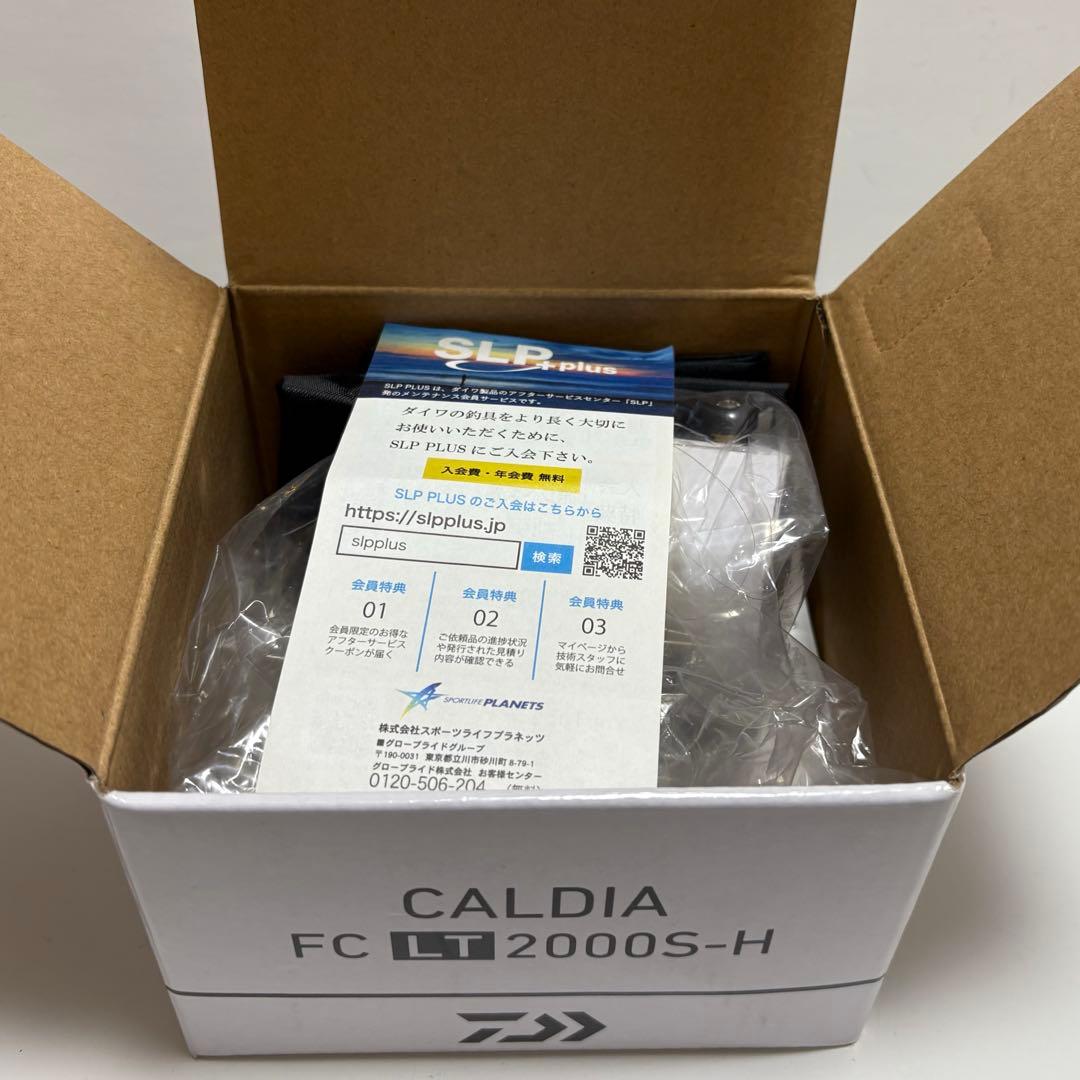 SLP+plus
SLP PLUS は、ダイワ製品のアフターサービスセンター「SLP」
発のメンテナンス会員サービスです。
ダイワの釣具をより長く大切に
お使いいただくために、
SLP PLUS にご入会下さい。
入会費・年会費 無料
SLP PLUS のご入会はこちらから
https://slpplus.jp
slpplus
検索
会員特典
01
会員限定のお得な
アフターサービス
クーポンが届く
会員特典
02
ご依頼品の進捗状況
や発行された見積り
内容が確認できる
会員特典
03
マイページから
技術スタッフに
気軽にお問合せ
SPORTLIFE PLANETS
株式会社スポーツライフプラネッツ
■グローブライドグループ
〒190-0031 東京都立川市砂川町 8-79-1
グローブライド株式会社 お客様センター
0120-506-204 (無料)
CALDIA
FC LT 2000S-H